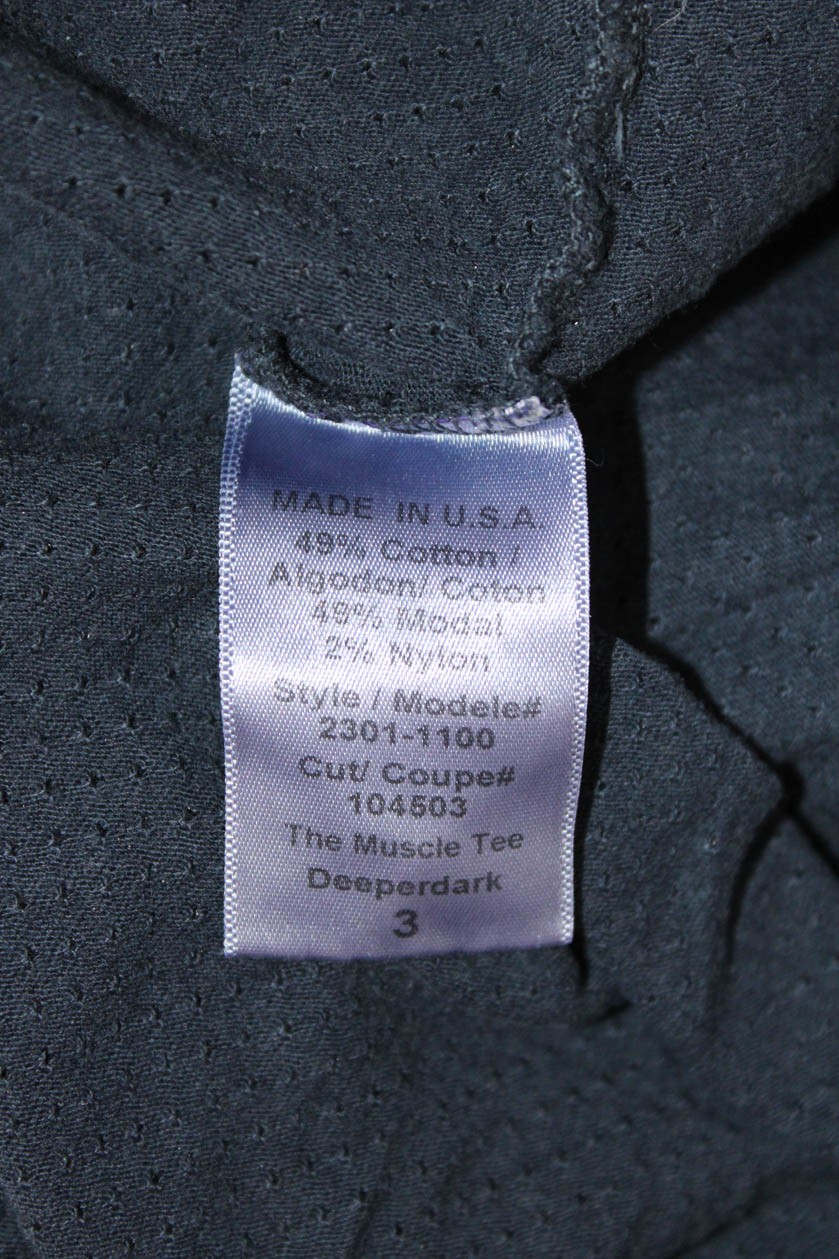 MADE IN U.S.A.
49% Cotton /
Algodon/ Coton
49% Modal
2% Nylon
Style / Modele#
2301-1100
Cut/ Coupe#
104503
The Muscle Tee
Deeperdark
3